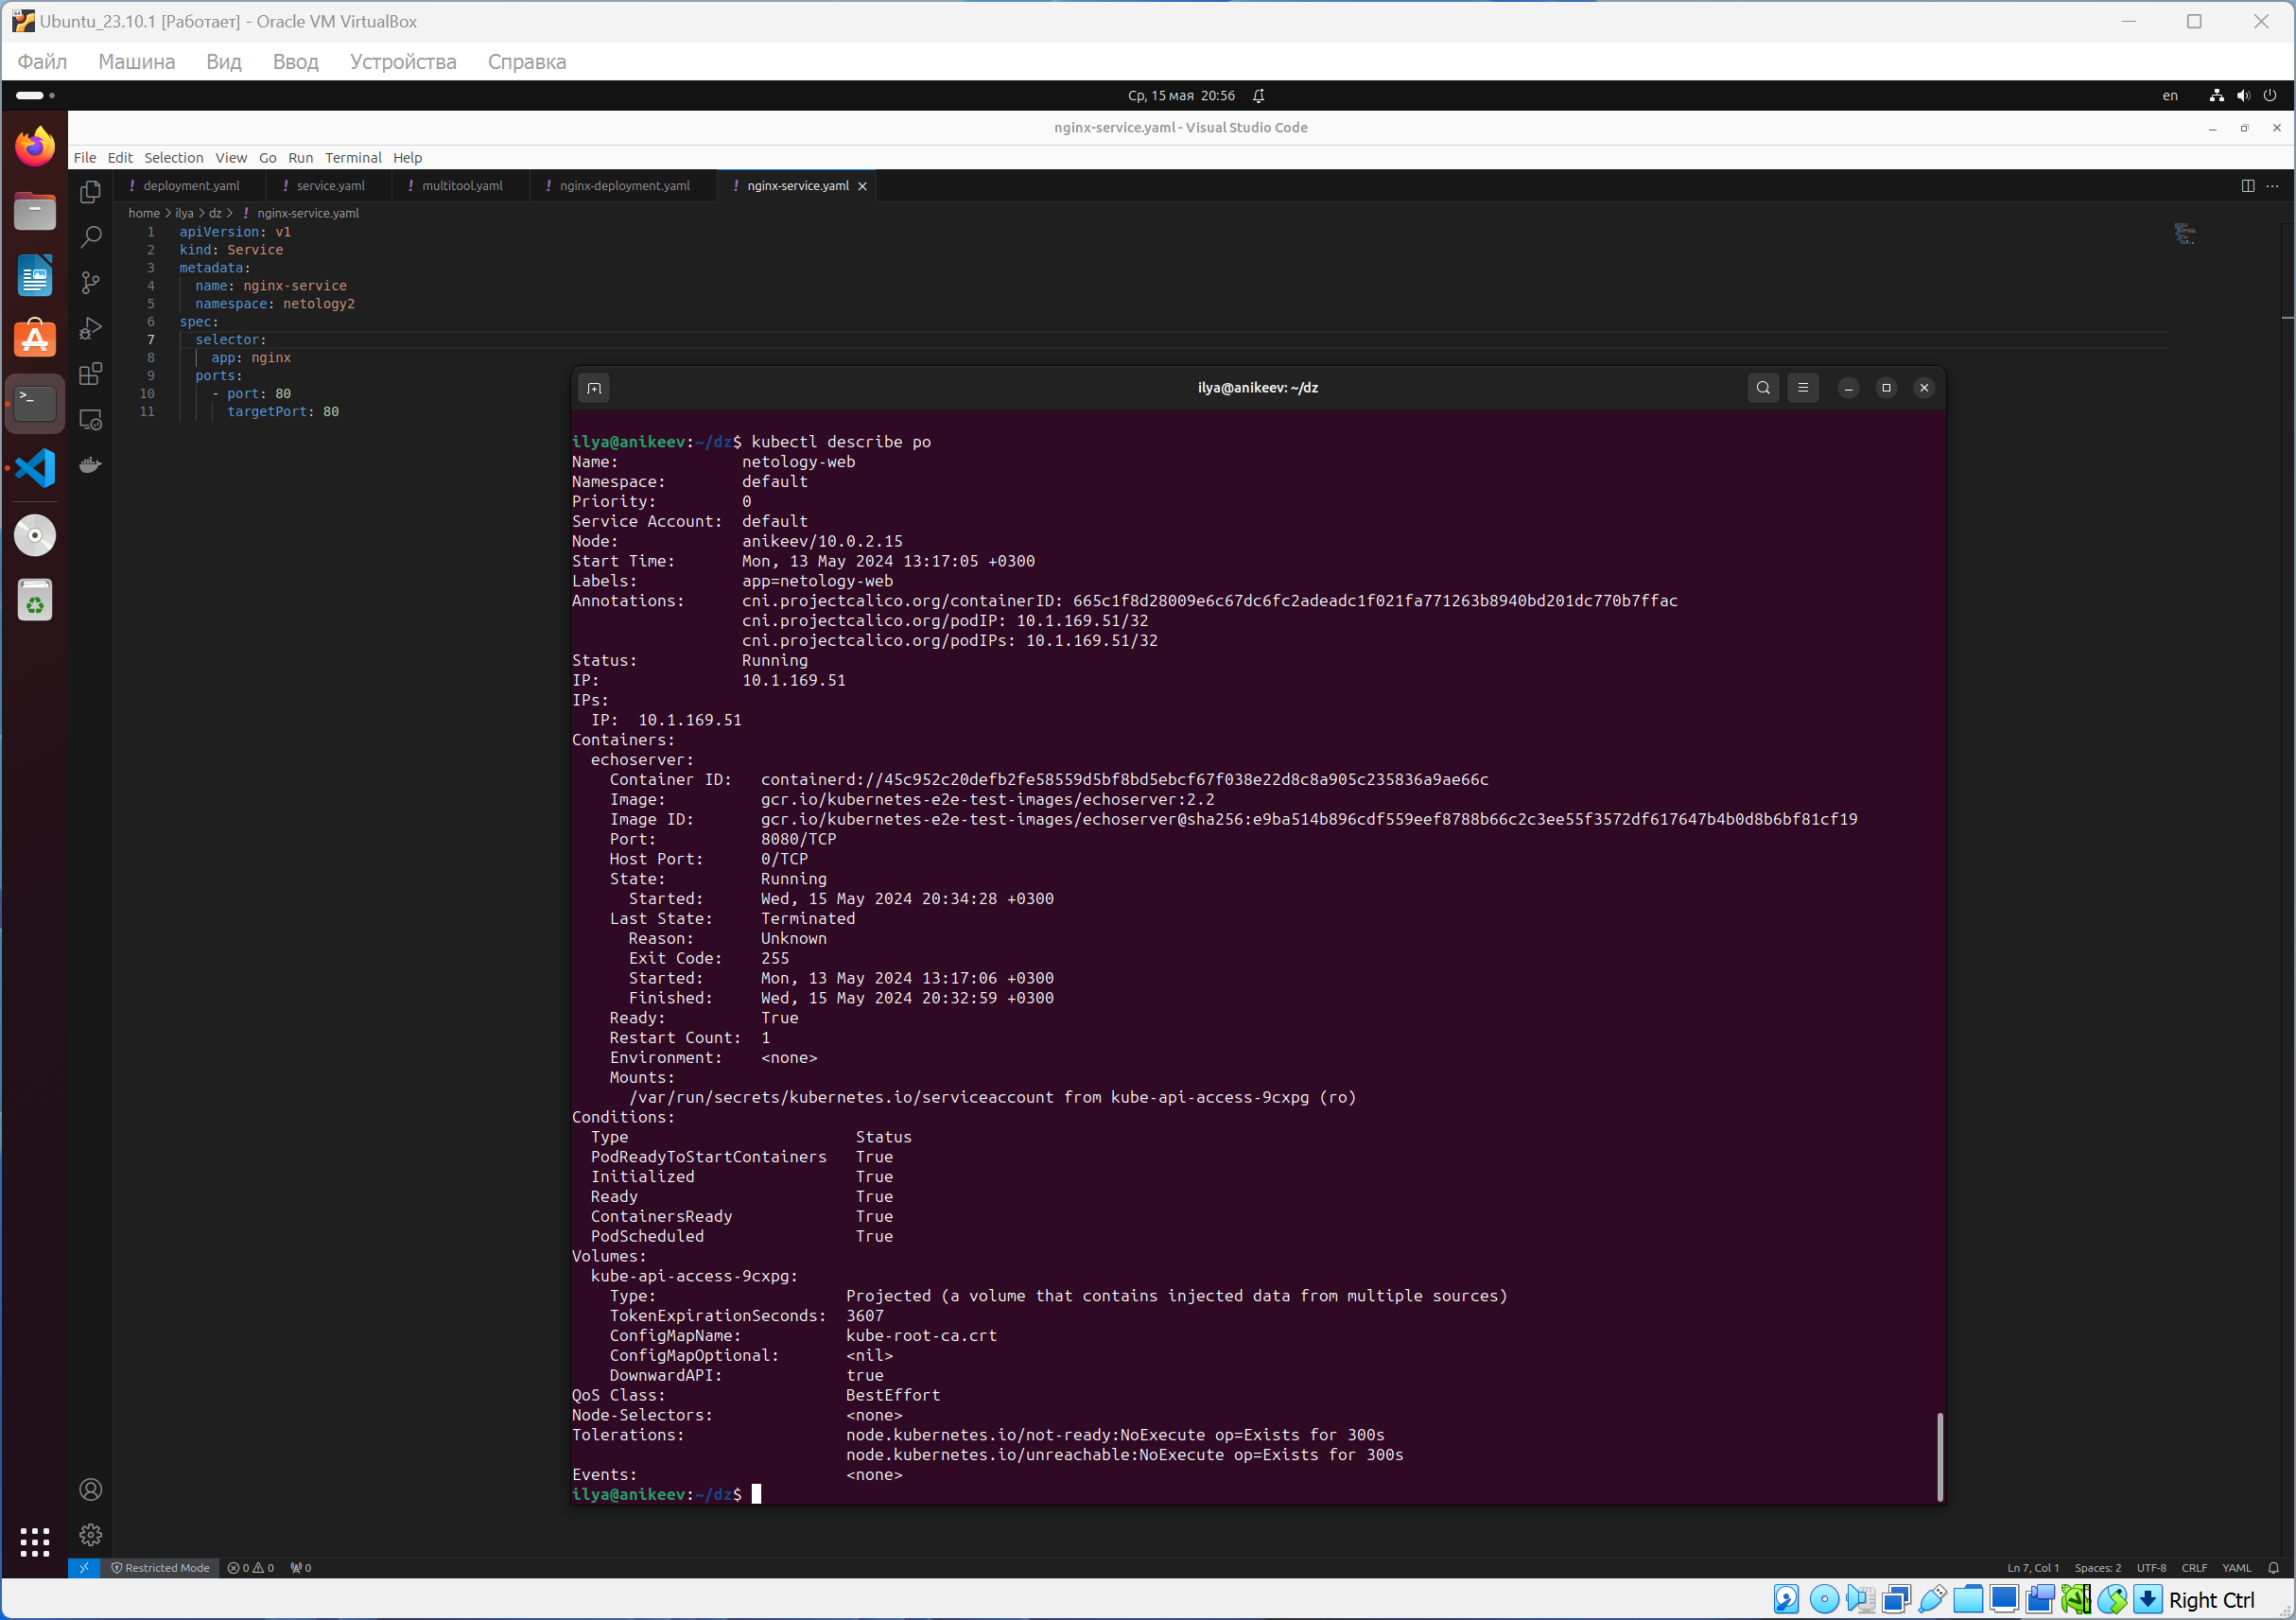 Ubuntu_23.10.1 [Работает] - Oracle VM VirtualBox
Файл Машина Вид Ввод Устройства Справка
Ср, 15 мая 20:56
en
nginx-service.yaml - Visual Studio Code
File Edit Selection View Go Run Terminal Help
! deployment.yaml ! service.yaml ! multitool.yaml ! nginx-deployment.yaml ! nginx-service.yaml
home > ilya > dz > ! nginx-service.yaml
1 apiVersion: v1
2 kind: Service
3 metadata:
4 name: nginx-service
5 namespace: netology2
6 spec:
7 selector:
8 app: nginx
9 ports:
10 - port: 80
11 targetPort: 80
ilya@anikeev: ~/dz
ilya@anikeev:~/dz$ kubectl describe po
Name: netology-web
Namespace: default
Priority: 0
Service Account: default
Node: anikeev/10.0.2.15
Start Time: Mon, 13 May 2024 13:17:05 +0300
Labels: app=netology-web
Annotations: cni.projectcalico.org/containerID: 665c1f8d28009e6c67dc6fc2adeadc1f021fa771263b8940bd201dc770b7ffac
cni.projectcalico.org/podIP: 10.1.169.51/32
cni.projectcalico.org/podIPs: 10.1.169.51/32
Status: Running
IP: 10.1.169.51
IPs:
IP: 10.1.169.51
Containers:
echoserver:
Container ID: containerd://45c952c20defb2fe58559d5bf8bd5ebcf67f038e22d8c8a905c235836a9ae66c
Image: gcr.io/kubernetes-e2e-test-images/echoserver:2.2
Image ID: gcr.io/kubernetes-e2e-test-images/echoserver@sha256:e9ba514b896cdf559eef8788b66c2c3ee55f3572df617647b4b0d8b6bf81cf19
Port: 8080/TCP
Host Port: 0/TCP
State: Running
Started: Wed, 15 May 2024 20:34:28 +0300
Last State: Terminated
Reason: Unknown
Exit Code: 255
Started: Mon, 13 May 2024 13:17:06 +0300
Finished: Wed, 15 May 2024 20:32:59 +0300
Ready: True
Restart Count: 1
Environment: <none>
Mounts:
/var/run/secrets/kubernetes.io/serviceaccount from kube-api-access-9cxpg (ro)
Conditions:
Type Status
PodReadyToStartContainers True
Initialized True
Ready True
ContainersReady True
PodScheduled True
Volumes:
kube-api-access-9cxpg:
Type: Projected (a volume that contains injected data from multiple sources)
TokenExpirationSeconds: 3607
ConfigMapName: kube-root-ca.crt
ConfigMapOptional: <nil>
DownwardAPI: true
QoS Class: BestEffort
Node-Selectors: <none>
Tolerations: node.kubernetes.io/not-ready:NoExecute op=Exists for 300s
node.kubernetes.io/unreachable:NoExecute op=Exists for 300s
Events: <none>
ilya@anikeev:~/dz$
Restricted Mode 0 0 0 Ln 7, Col 1 Spaces: 2 UTF-8 CRLF YAML
Right Ctrl